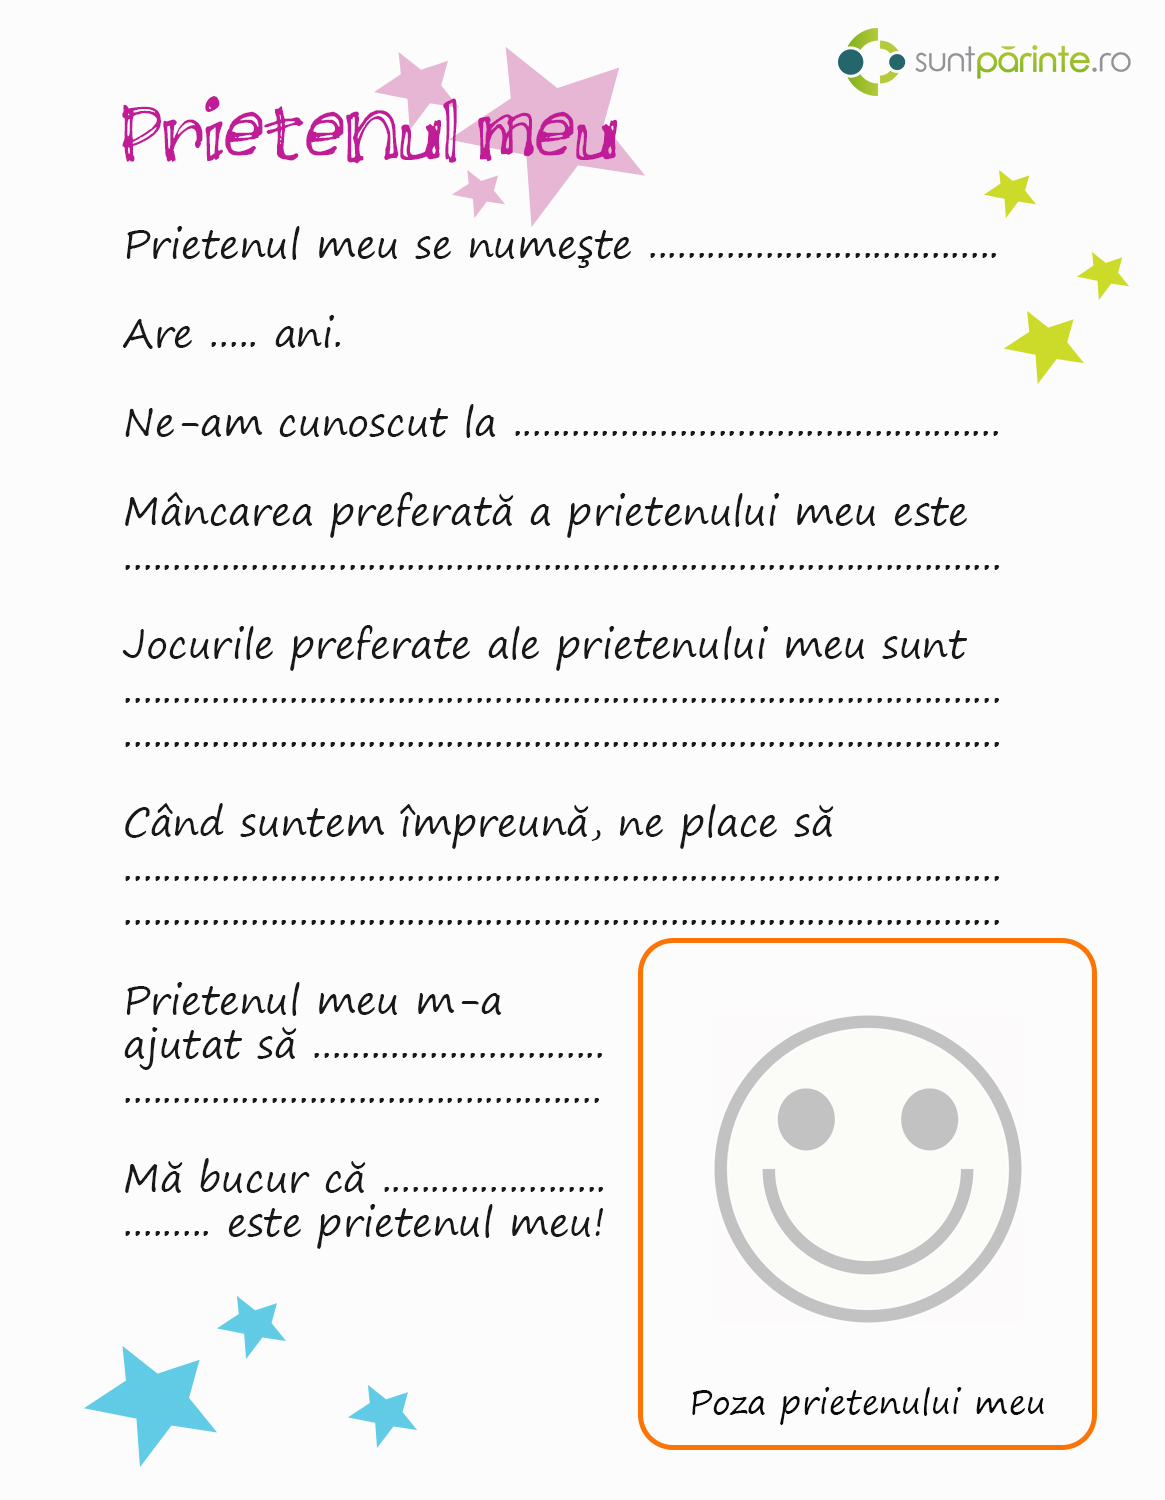 suntpărinte.ro
Prietenul meu
Prietenul meu se numeşte ....................................
Are ..... ani.
Ne-am cunoscut la ..................................................
Mâncarea preferată a prietenului meu este
..........................................................................................
Jocurile preferate ale prietenului meu sunt
..........................................................................................
..........................................................................................
Când suntem împreună, ne place să
..........................................................................................
..........................................................................................
Prietenul meu m-a
ajutat să ..............................
.................................................
Mă bucur că .......................
......... este prietenul meu!
Poza prietenului meu